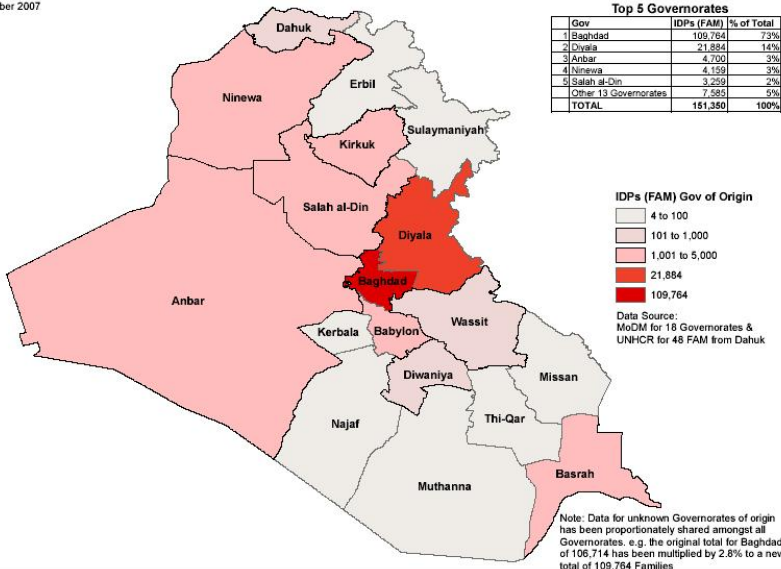 ber 2007
Top 5 Governorates
Gov IDPs (FAM) % of Total
1 Baghdad 109,764 73%
2 Diyala 21,884 14%
3 Anbar 4,700 3%
4 Ninewa 4,159 3%
5 Salah al-Din 3,259 2%
Other 13 Governorates 7,585 5%
TOTAL 151,350 100%
Dahuk
Erbil
Ninewa
Sulaymaniyah
Kirkuk
Salah al-Din
Diyala
Baghdad
Anbar
Kerbala
Babylon
Wassit
Diwaniya
Missan
Najaf
Thi-Qar
Muthanna
Basrah
IDPs (FAM) Gov of Origin
4 to 100
101 to 1,000
1,001 to 5,000
21,884
109,764
Data Source:
MoDM for 18 Governorates &
UNHCR for 48 FAM from Dahuk
Note: Data for unknown Governorates of origin
has been proportionately shared amongst all
Governorates. e.g. the original total for Baghdad
of 106,714 has been multiplied by 2.8% to a new
total of 109,764 Families